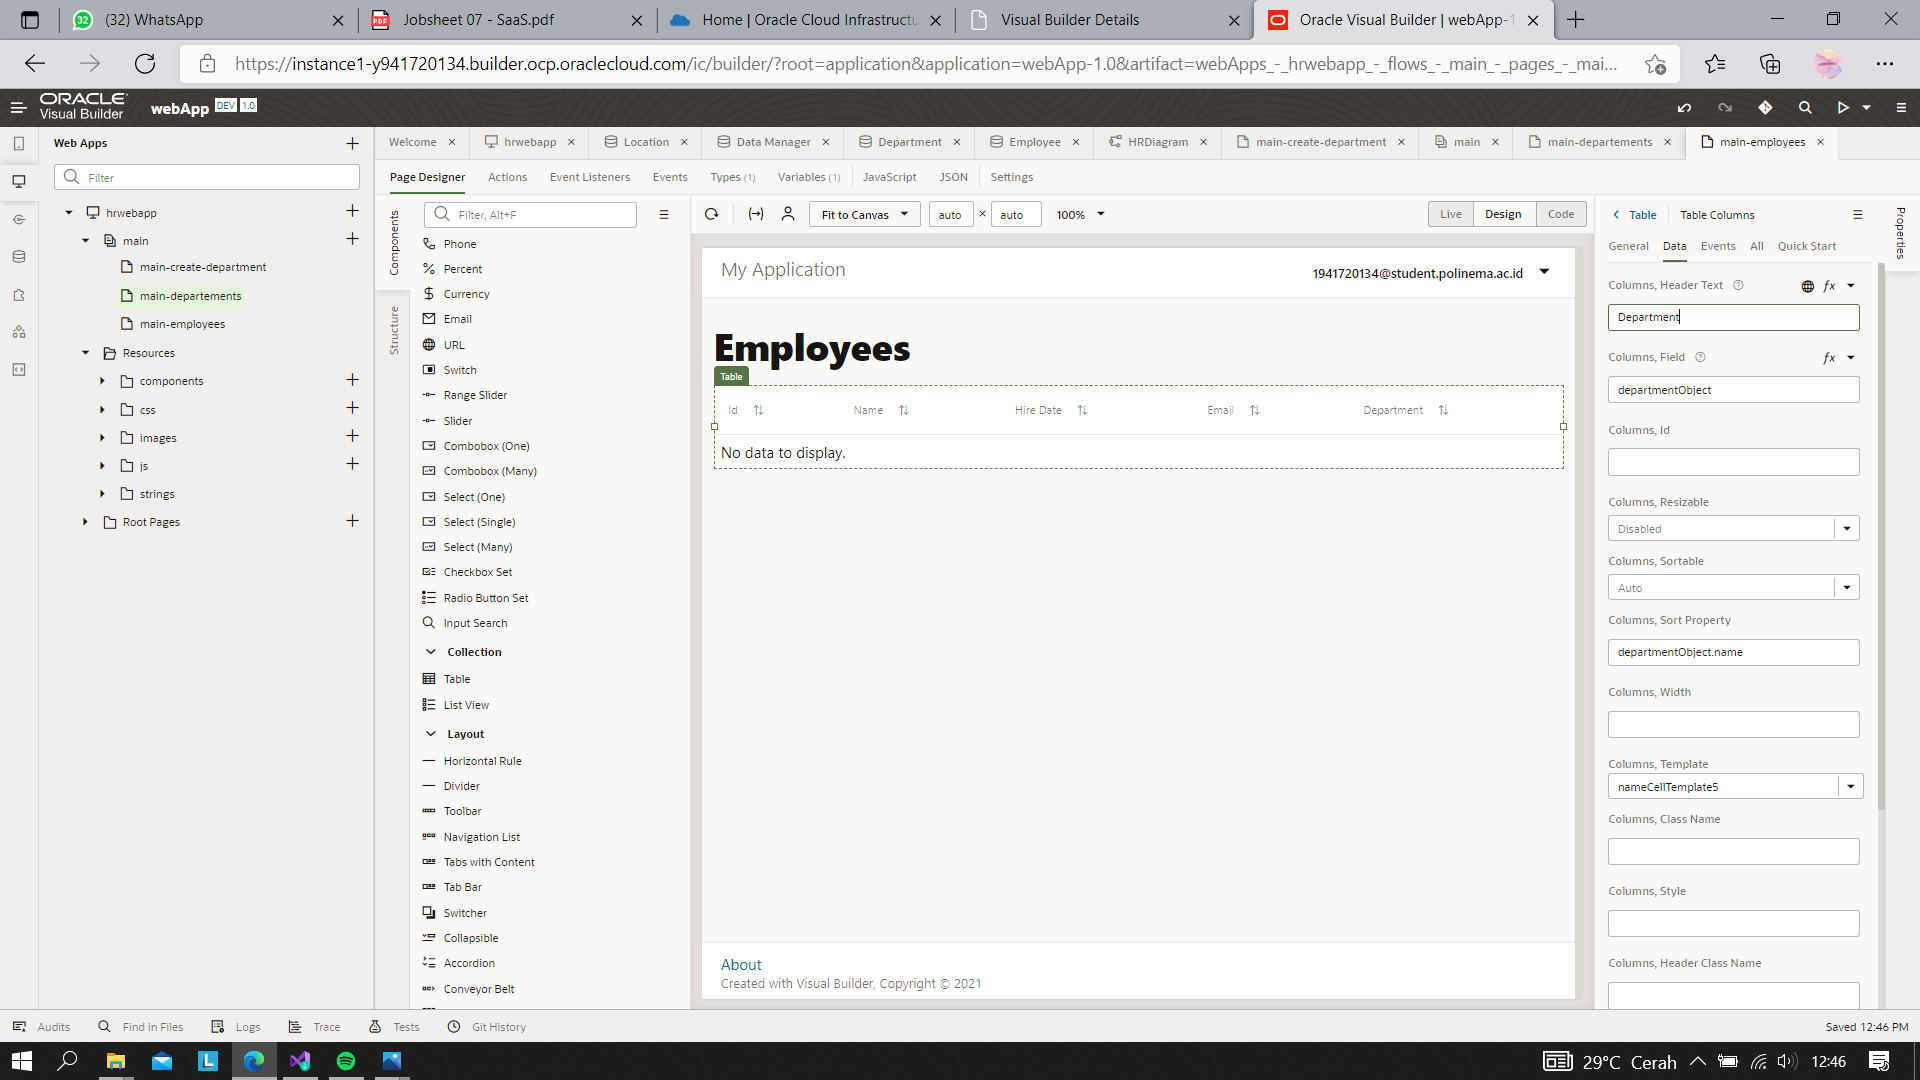 32
(32) WhatsApp
PDF
Jobsheet 07 - SaaS.pdf
Home | Oracle Cloud Infrastructu
Visual Builder Details
Oracle Visual Builder | webApp-1
https://instance1-y941720134.builder.ocp.oraclecloud.com/ic/builder/?root=application&application=webApp-1.0&artifact=webApps_-_hrwebapp_-_flows_-_main_-_pages_-_mai...
ORACLE
Visual Builder
webApp DEV 1.0
Web Apps
Filter
hrwebapp
main
main-create-department
main-departements
main-employees
Resources
components
css
images
js
strings
Root Pages
Welcome
hrwebapp
Location
Data Manager
Department
Employee
HRDiagram
main-create-department
main
main-departements
main-employees
Page Designer
Actions
Event Listeners
Events
Types (1)
Variables (1)
JavaScript
JSON
Settings
Components
Structure
Filter, Alt+F
Phone
Percent
Currency
Email
URL
Switch
Range Slider
Slider
Combobox (One)
Combobox (Many)
Select (One)
Select (Single)
Select (Many)
Checkbox Set
Radio Button Set
Input Search
Collection
Table
List View
Layout
Horizontal Rule
Divider
Toolbar
Navigation List
Tabs with Content
Tab Bar
Switcher
Collapsible
Accordion
Conveyor Belt
Fit to Canvas
auto × auto
100%
Live
Design
Code
My Application
1941720134@student.polinema.ac.id
Employees
Table
Id
Name
Hire Date
Email
Department
No data to display.
About
Created with Visual Builder, Copyright © 2021
Table
Table Columns
Properties
General
Data
Events
All
Quick Start
Columns, Header Text
fx
Department
Columns, Field
fx
departmentObject
Columns, Id
Columns, Resizable
Disabled
Columns, Sortable
Auto
Columns, Sort Property
departmentObject.name
Columns, Width
Columns, Template
nameCellTemplate5
Columns, Class Name
Columns, Style
Columns, Header Class Name
Audits
Find in Files
Logs
Trace
Tests
Git History
Saved 12:46 PM
L
29°C Cerah
12:46